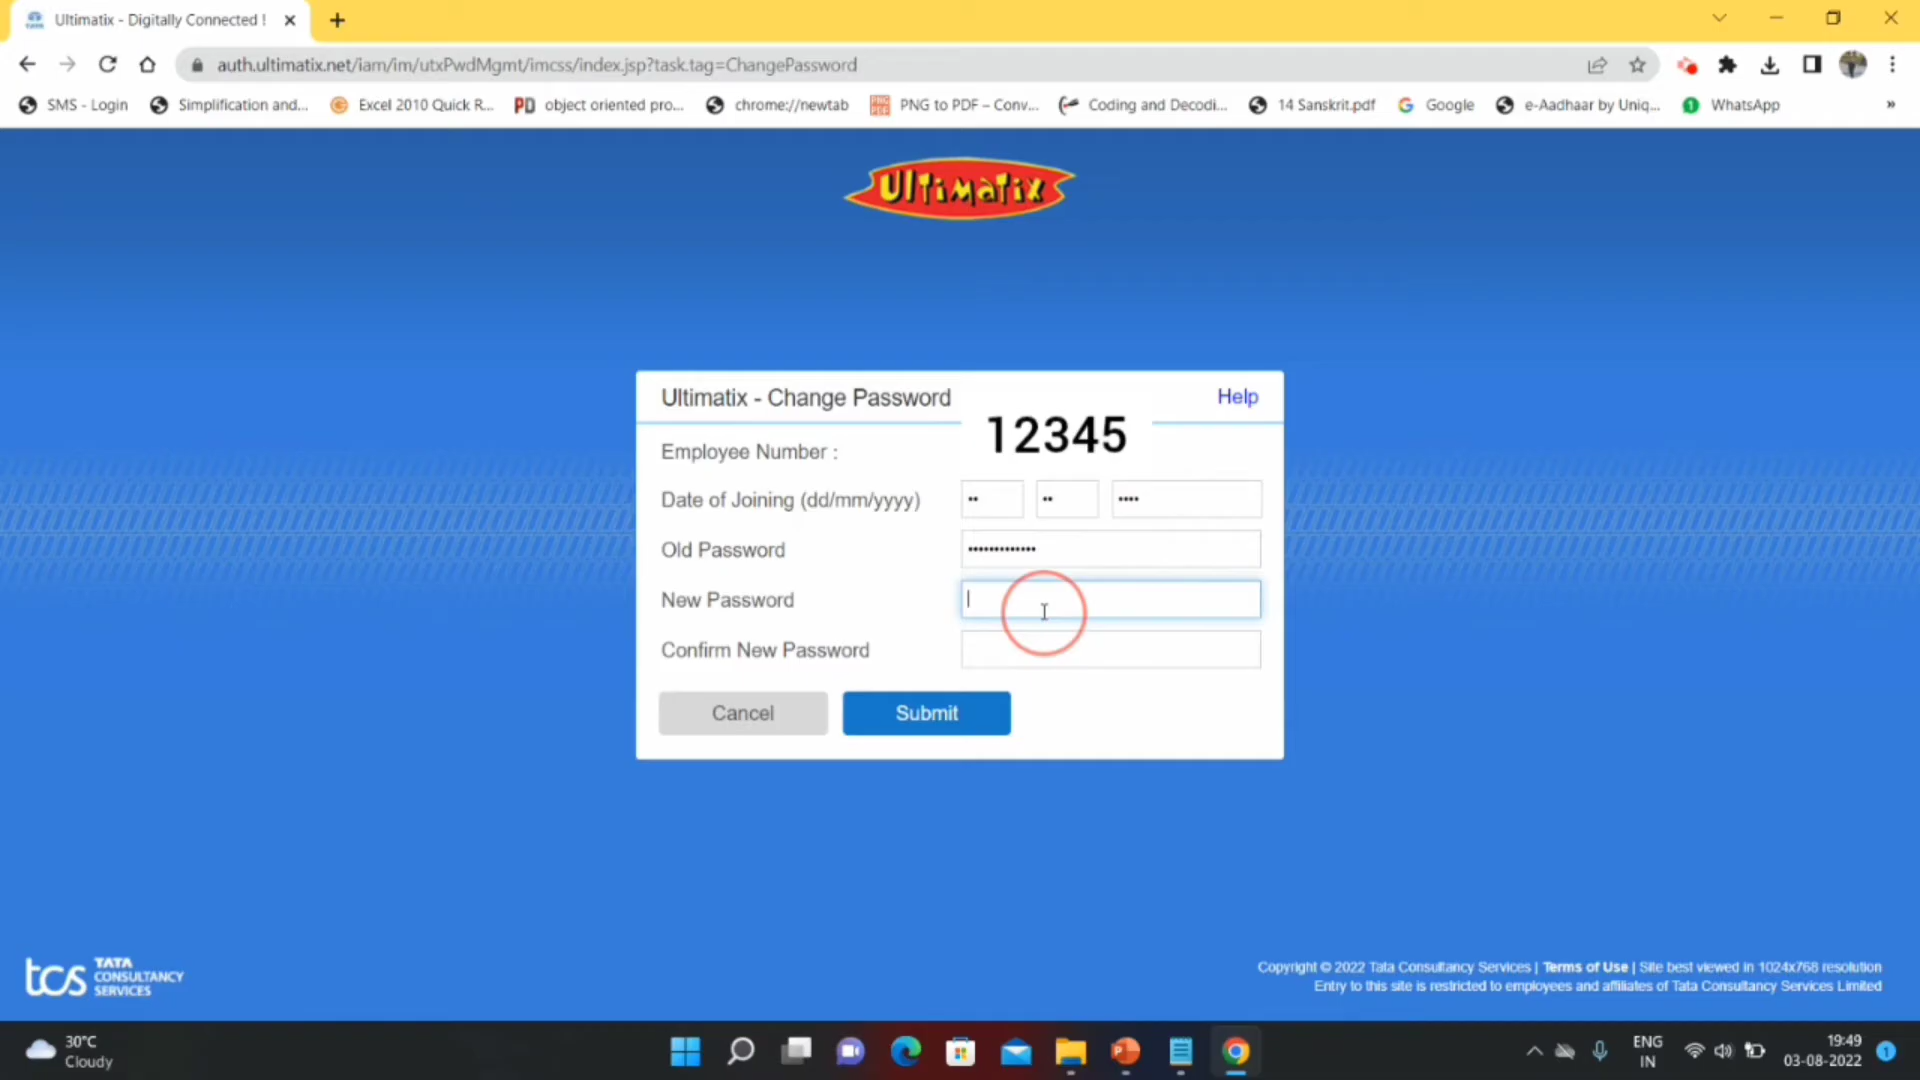 Ultimatix - Digitally Connected !
auth.ultimatix.net/iam/im/utxPwdMgmt/imcss/index.jsp?task.tag=ChangePassword
SMS - Login
Simplification and...
Excel 2010 Quick R...
PD object oriented pro...
chrome://newtab
PNG to PDF – Conv...
Coding and Decodi...
14 Sanskrit.pdf
Google
e-Aadhaar by Uniq...
1 WhatsApp
»
Ultimatix
Ultimatix - Change Password
Help
12345
Employee Number :
Date of Joining (dd/mm/yyyy)
Old Password
New Password
Confirm New Password
Cancel
Submit
tcs TATA
CONSULTANCY
SERVICES
Copyright © 2022 Tata Consultancy Services | Terms of Use | Site best viewed in 1024x768 resolution
Entry to this site is restricted to employees and affiliates of Tata Consultancy Services Limited
30°C
Cloudy
ENG
IN
19:49
03-08-2022
1